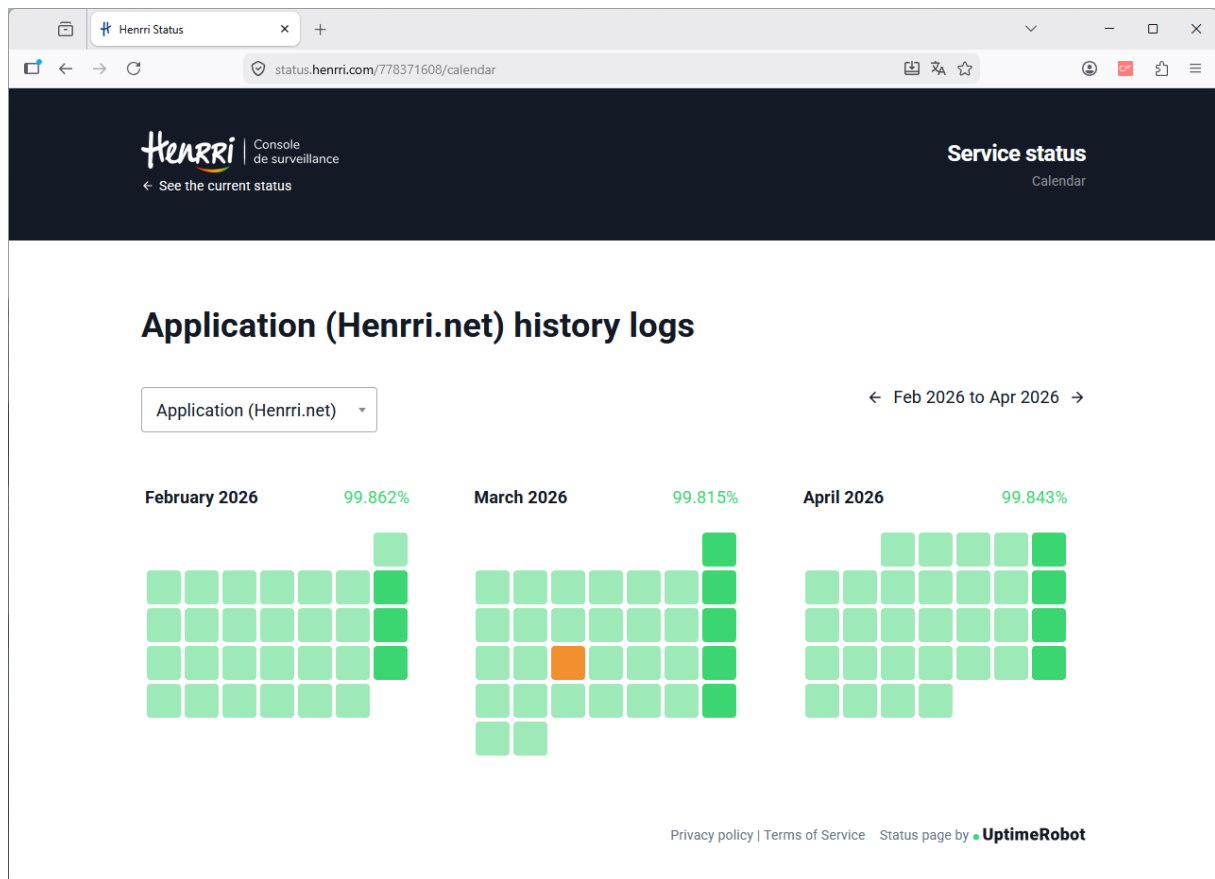 Henrri Status
status.henrri.com/778371608/calendar
Henrri
Console
de surveillance
← See the current status
Service status
Calendar
Application (Henrri.net) history logs
Application (Henrri.net)
← Feb 2026 to Apr 2026 →
February 2026 99.862%
March 2026 99.815%
April 2026 99.843%
Privacy policy | Terms of Service Status page by UptimeRobot